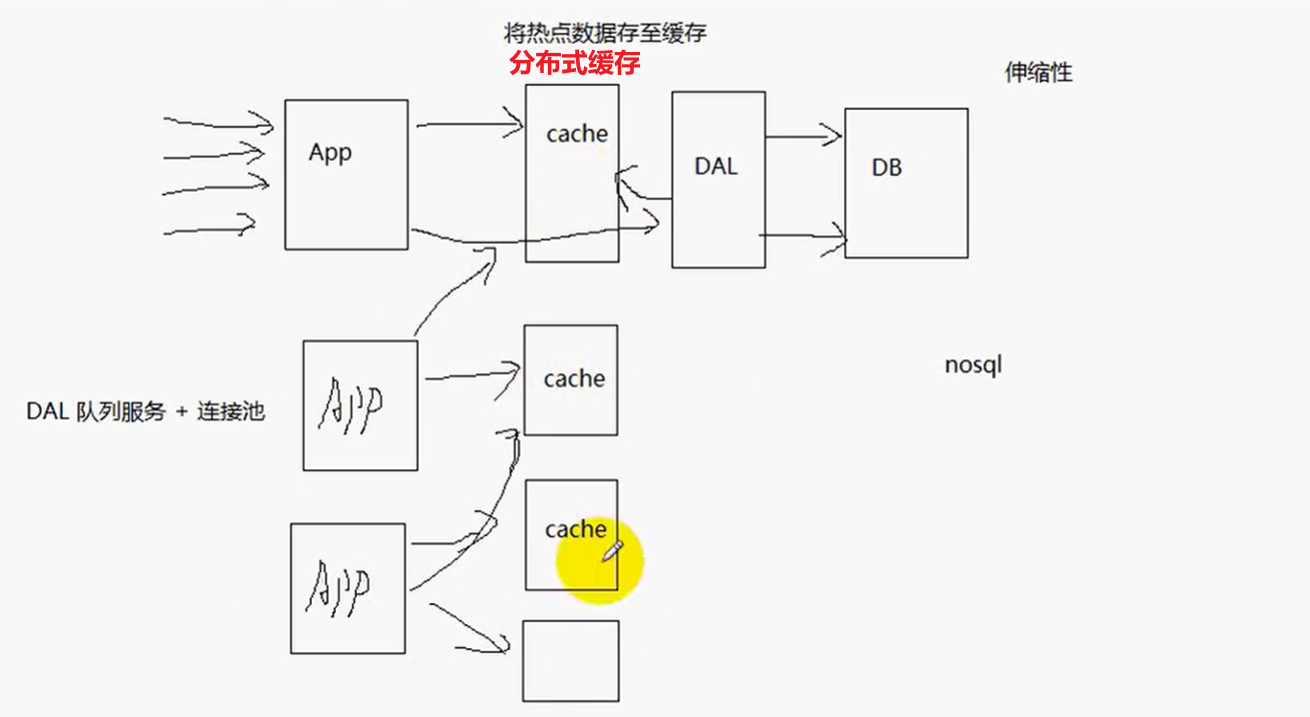 将热点数据存至缓存
分布式缓存
伸缩性
App
cache
DAL
DB
cache
nosql
DAL 队列服务 + 连接池
APP
cache
APP